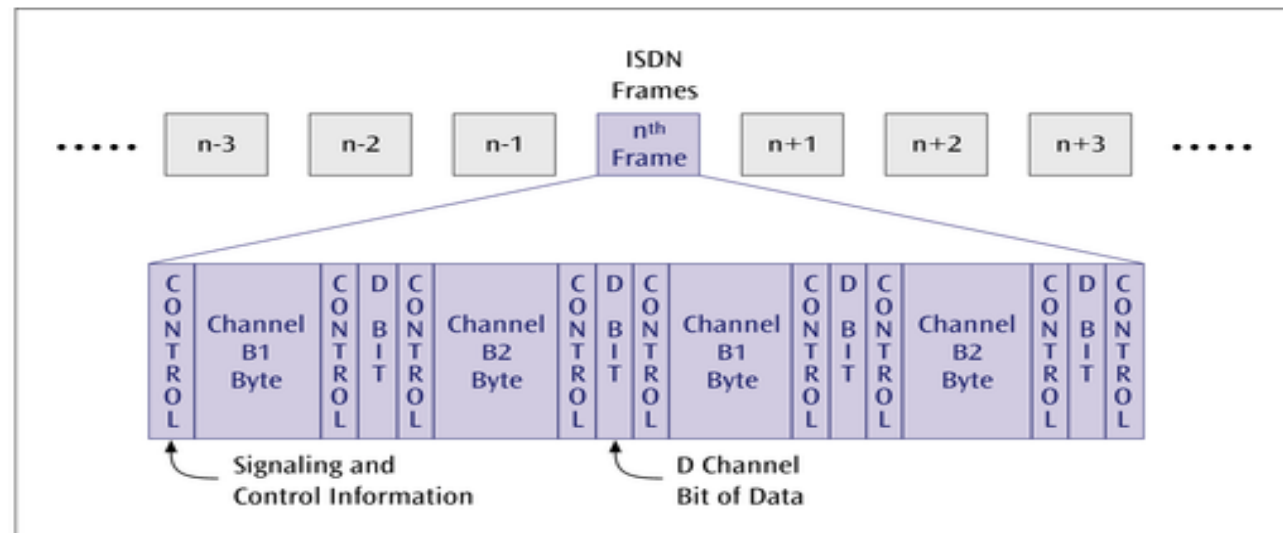 ISDN
Frames
..... n-3 n-2 n-1 nth n+1 n+2 n+3 .....
Frame
CONTROL
Channel
B1
Byte
CONTROL
D BIT
CONTROL
Channel
B2
Byte
CONTROL
D BIT
CONTROL
Channel
B1
Byte
CONTROL
D BIT
CONTROL
Channel
B2
Byte
CONTROL
D BIT
CONTROL
Signaling and
Control Information
D Channel
Bit of Data